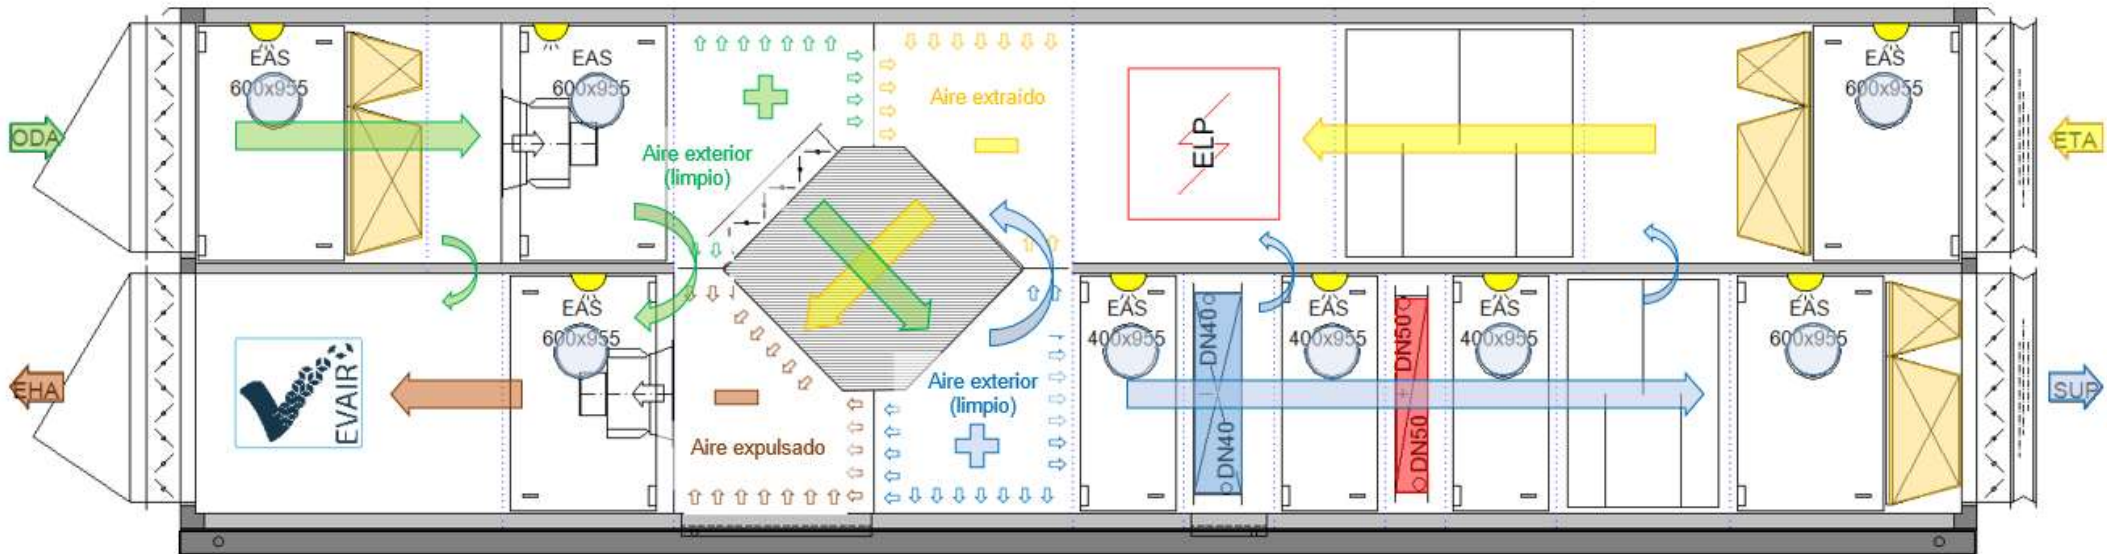 EAS
600x955
EAS
600x955
EAS
600x955
Aire extraído
ODA
ELP
ETA
Aire exterior
(limpio)
EAS
600x955
EAS
400x955
DN40
EAS
400x955
DN50
EAS
400x955
EAS
600x955
EVAIR
EHA
Aire exterior
(limpio)
SUP
DN40
DN50
Aire expulsado